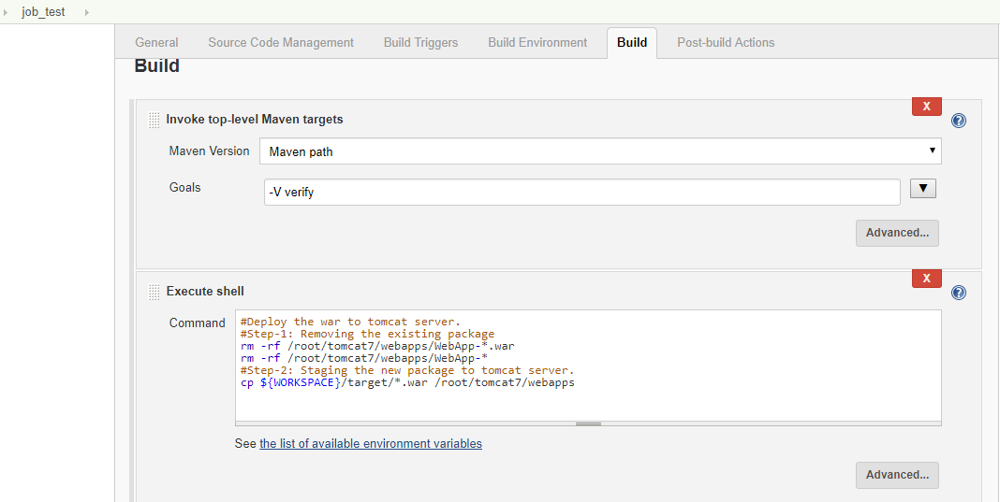 job_test
General Source Code Management Build Triggers Build Environment Build Post-build Actions
Build
X
Invoke top-level Maven targets
?
Maven Version Maven path
Goals -V verify
Advanced...
X
Execute shell
?
Command #Deploy the war to tomcat server.
#Step-1: Removing the existing package
rm -rf /root/tomcat7/webapps/WebApp-*.war
rm -rf /root/tomcat7/webapps/WebApp-*
#Step-2: Staging the new package to tomcat server.
cp ${WORKSPACE}/target/*.war /root/tomcat7/webapps
See the list of available environment variables
Advanced...